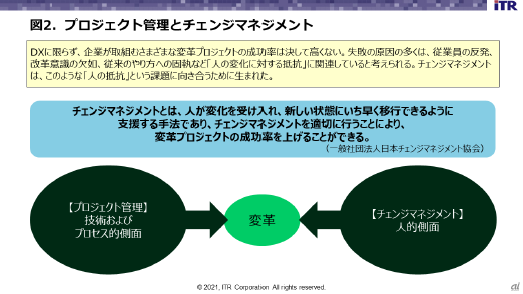 ITR
図2．プロジェクト管理とチェンジマネジメント
DXに限らず、企業が取組むさまざまな変革プロジェクトの成功率は決して高くない。失敗の原因の多くは、従業員の反発、
改革意識の欠如、従来のやり方への固執など「人の変化に対する抵抗」に関連していると考えられる。チェンジマネジメント
は、このような「人の抵抗」という課題に向き合うために生まれた。
チェンジマネジメントとは、人が変化を受け入れ、新しい状態にいち早く移行できるように
支援する手法であり、チェンジマネジメントを適切に行うことにより、
変革プロジェクトの成功率を上げることができる。
（一般社団法人日本チェンジマネジメント協会）
【プロジェクト管理】
技術および
プロセス的側面
変革
【チェンジマネジメント】
人的側面
© 2021, ITR Corporation All rights reserved.